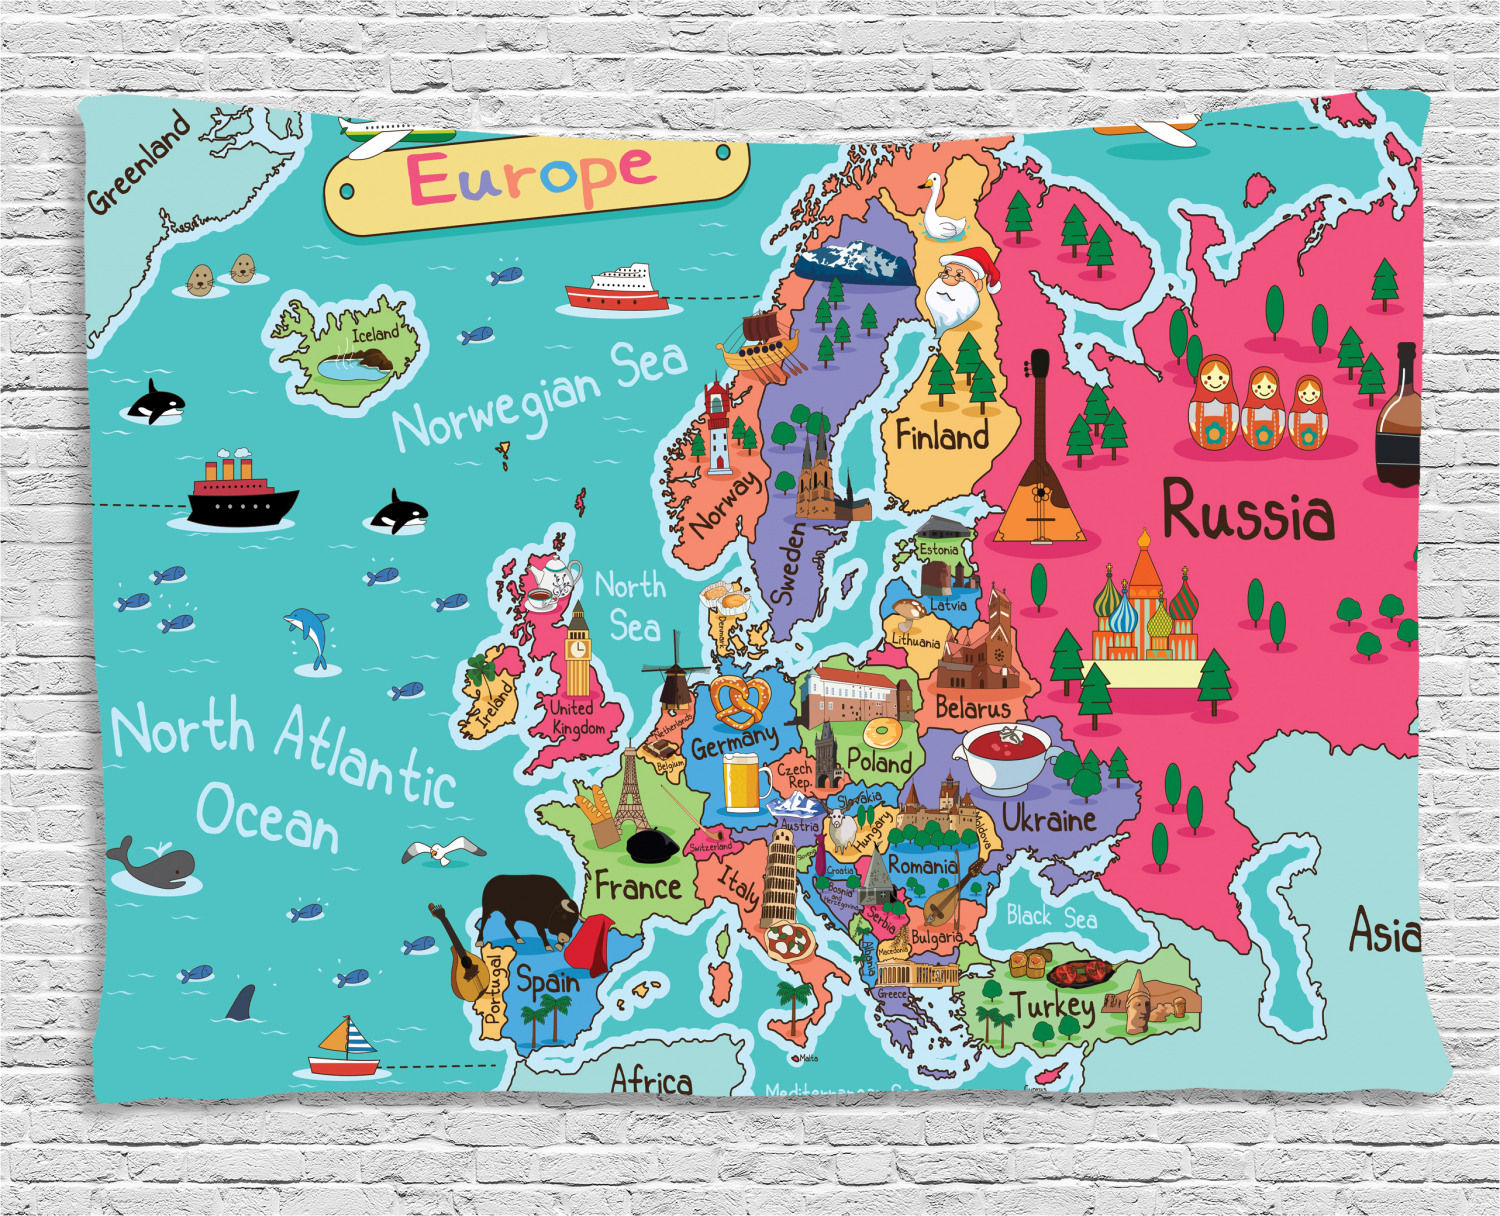 Greenland
Europe
Iceland
Norwegian Sea
Finland
Norway
Sweden
Russia
Estonia
Latvia
Lithuania
North
Sea
Denmark
Ireland
United
Kingdom
Netherlands
Belgium
Germany
Belarus
Poland
Czech
Rep.
North Atlantic
Ocean
Slovakia
Austria
Hungary
Moldova
Ukraine
Switzerland
France
Italy
Croatia
Bosnia
and
Herzegovina
Romania
Serbia
Bulgaria
Black Sea
Asia
Portugal
Spain
Albania
Macedonia
Greece
Turkey
Malta
Africa
Mediterranean Sea